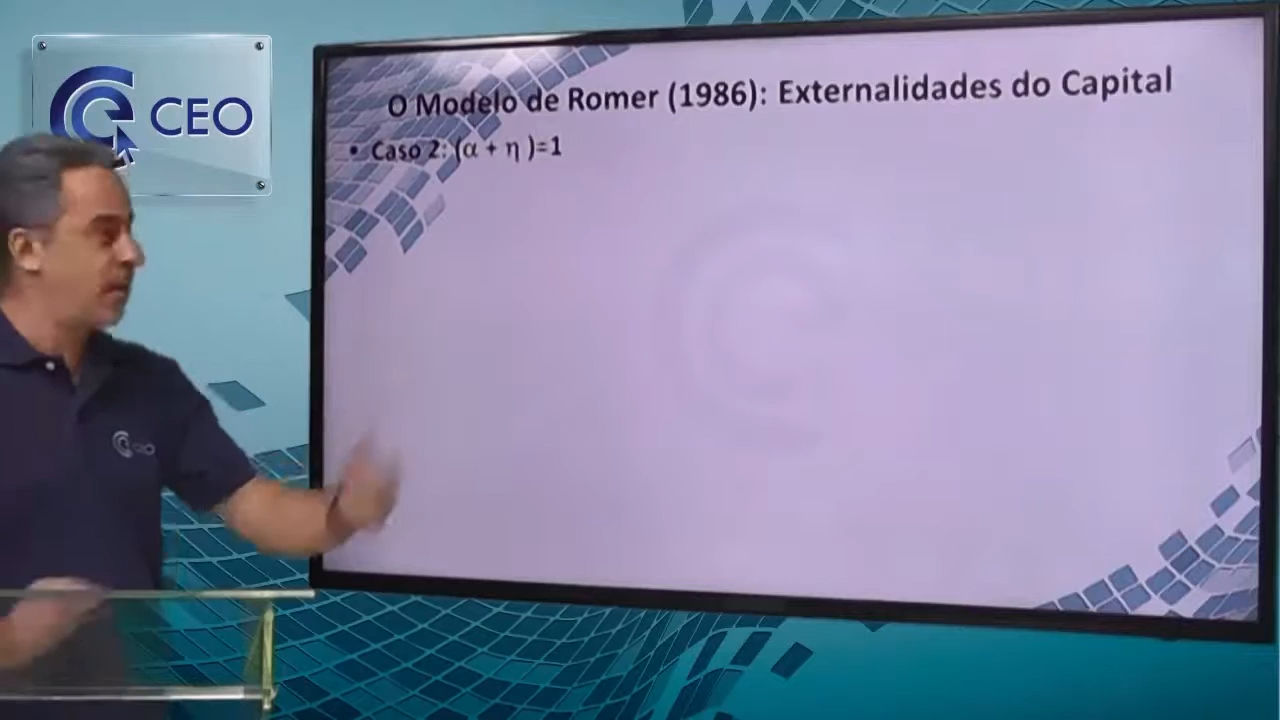 CEO
O Modelo de Romer (1986): Externalidades do Capital
• Caso 2: (α + η )=1
CEO